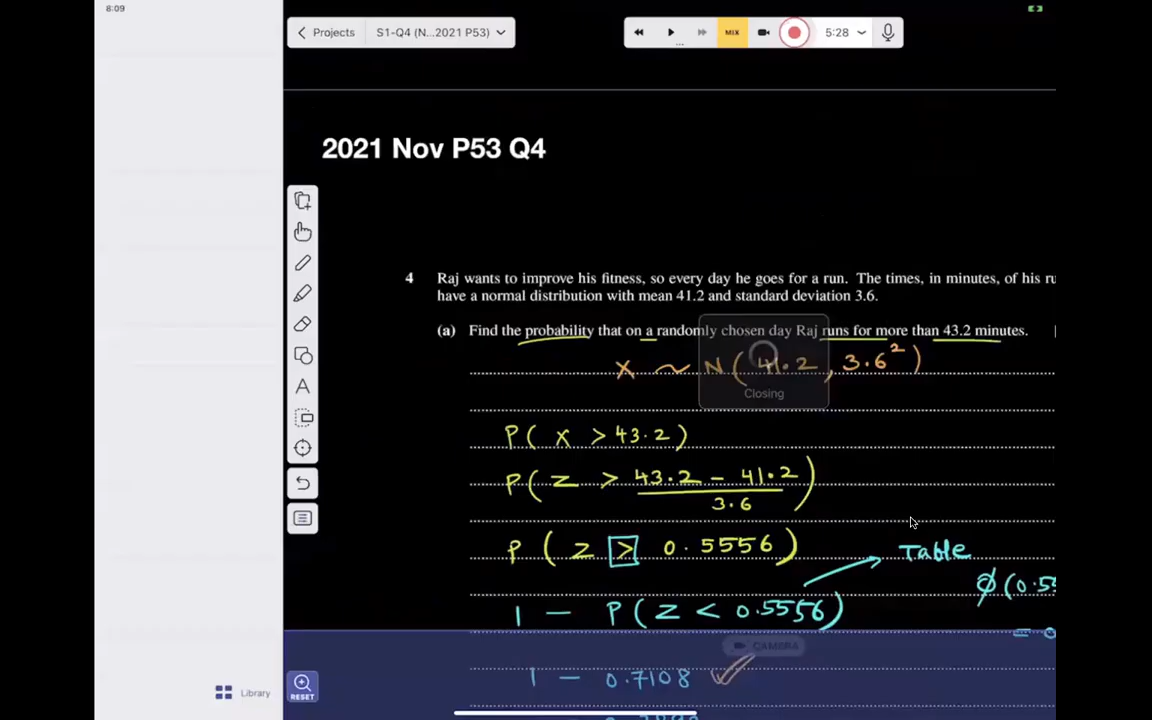 8:09
Projects
S1-Q4 (N...2021 P53)
MIX
5:28
2021 Nov P53 Q4
4 Raj wants to improve his fitness, so every day he goes for a run. The times, in minutes, of his ru
have a normal distribution with mean 41.2 and standard deviation 3.6.
(a) Find the probability that on a randomly chosen day Raj runs for more than 43.2 minutes.
X ~ N(41.2, 3.6²)
Closing
P(X > 43.2)
P(Z > 43.2 - 41.2
3.6 )
P(Z > 0.5556)
Table
1 - P(Z < 0.5556)
ϕ(0.55
CAMERA
1 - 0.7108 ✓
A
RESET
Library